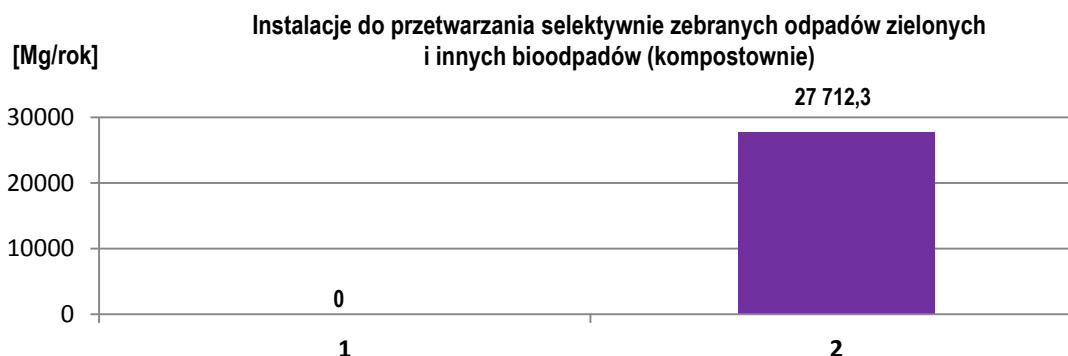 Instalacje do przetwarzania selektywnie zebranych odpadów zielonych
i innych bioodpadów (kompostownie)
[Mg/rok]
27 712,3
30000
20000
10000
0
0
1
2